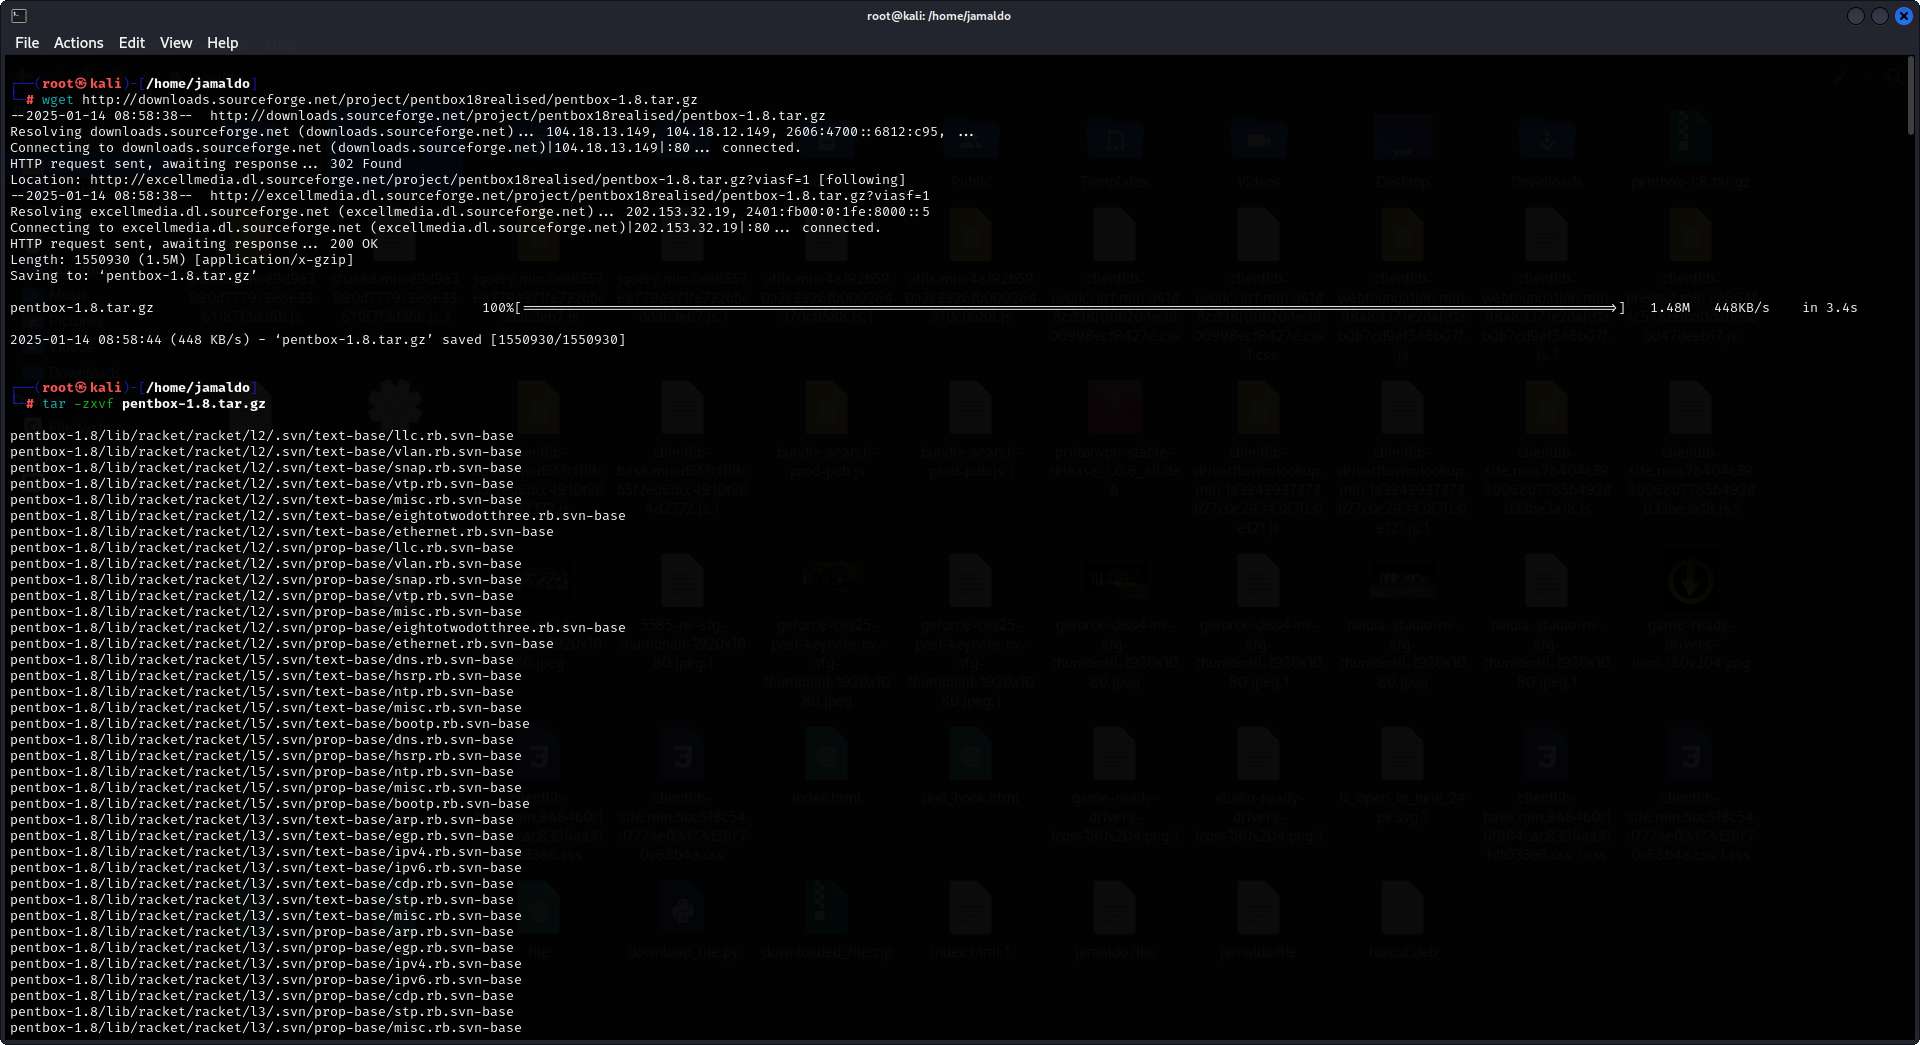 root@kali: /home/jamaldo
File Actions Edit View Help
┌──(root㉿kali)-[/home/jamaldo]
└─# wget http://downloads.sourceforge.net/project/pentbox18realised/pentbox-1.8.tar.gz
--2025-01-14 08:58:38--  http://downloads.sourceforge.net/project/pentbox18realised/pentbox-1.8.tar.gz
Resolving downloads.sourceforge.net (downloads.sourceforge.net)... 104.18.13.149, 104.18.12.149, 2606:4700::6812:c95, ...
Connecting to downloads.sourceforge.net (downloads.sourceforge.net)|104.18.13.149|:80... connected.
HTTP request sent, awaiting response... 302 Found
Location: http://excellmedia.dl.sourceforge.net/project/pentbox18realised/pentbox-1.8.tar.gz?viasf=1 [following]
--2025-01-14 08:58:38--  http://excellmedia.dl.sourceforge.net/project/pentbox18realised/pentbox-1.8.tar.gz?viasf=1
Resolving excellmedia.dl.sourceforge.net (excellmedia.dl.sourceforge.net)... 202.153.32.19, 2401:fb00:0:1fe:8000::5
Connecting to excellmedia.dl.sourceforge.net (excellmedia.dl.sourceforge.net)|202.153.32.19|:80... connected.
HTTP request sent, awaiting response... 200 OK
Length: 1550930 (1.5M) [application/x-gzip]
Saving to: ‘pentbox-1.8.tar.gz’
pentbox-1.8.tar.gz 100%[===================>] 1.48M 448KB/s in 3.4s
2025-01-14 08:58:44 (448 KB/s) - ‘pentbox-1.8.tar.gz’ saved [1550930/1550930]
┌──(root㉿kali)-[/home/jamaldo]
└─# tar -zxvf pentbox-1.8.tar.gz
pentbox-1.8/lib/racket/racket/l2/.svn/text-base/llc.rb.svn-base
pentbox-1.8/lib/racket/racket/l2/.svn/text-base/vlan.rb.svn-base
pentbox-1.8/lib/racket/racket/l2/.svn/text-base/snap.rb.svn-base
pentbox-1.8/lib/racket/racket/l2/.svn/text-base/vtp.rb.svn-base
pentbox-1.8/lib/racket/racket/l2/.svn/text-base/misc.rb.svn-base
pentbox-1.8/lib/racket/racket/l2/.svn/text-base/eightotwodotthree.rb.svn-base
pentbox-1.8/lib/racket/racket/l2/.svn/text-base/ethernet.rb.svn-base
pentbox-1.8/lib/racket/racket/l2/.svn/prop-base/llc.rb.svn-base
pentbox-1.8/lib/racket/racket/l2/.svn/prop-base/vlan.rb.svn-base
pentbox-1.8/lib/racket/racket/l2/.svn/prop-base/snap.rb.svn-base
pentbox-1.8/lib/racket/racket/l2/.svn/prop-base/vtp.rb.svn-base
pentbox-1.8/lib/racket/racket/l2/.svn/prop-base/misc.rb.svn-base
pentbox-1.8/lib/racket/racket/l2/.svn/prop-base/eightotwodotthree.rb.svn-base
pentbox-1.8/lib/racket/racket/l2/.svn/prop-base/ethernet.rb.svn-base
pentbox-1.8/lib/racket/racket/l5/.svn/text-base/dns.rb.svn-base
pentbox-1.8/lib/racket/racket/l5/.svn/text-base/hsrp.rb.svn-base
pentbox-1.8/lib/racket/racket/l5/.svn/text-base/ntp.rb.svn-base
pentbox-1.8/lib/racket/racket/l5/.svn/text-base/misc.rb.svn-base
pentbox-1.8/lib/racket/racket/l5/.svn/text-base/bootp.rb.svn-base
pentbox-1.8/lib/racket/racket/l5/.svn/prop-base/dns.rb.svn-base
pentbox-1.8/lib/racket/racket/l5/.svn/prop-base/hsrp.rb.svn-base
pentbox-1.8/lib/racket/racket/l5/.svn/prop-base/ntp.rb.svn-base
pentbox-1.8/lib/racket/racket/l5/.svn/prop-base/misc.rb.svn-base
pentbox-1.8/lib/racket/racket/l5/.svn/prop-base/bootp.rb.svn-base
pentbox-1.8/lib/racket/racket/l3/.svn/text-base/arp.rb.svn-base
pentbox-1.8/lib/racket/racket/l3/.svn/text-base/egp.rb.svn-base
pentbox-1.8/lib/racket/racket/l3/.svn/text-base/ipv4.rb.svn-base
pentbox-1.8/lib/racket/racket/l3/.svn/text-base/ipv6.rb.svn-base
pentbox-1.8/lib/racket/racket/l3/.svn/text-base/cdp.rb.svn-base
pentbox-1.8/lib/racket/racket/l3/.svn/text-base/stp.rb.svn-base
pentbox-1.8/lib/racket/racket/l3/.svn/text-base/misc.rb.svn-base
pentbox-1.8/lib/racket/racket/l3/.svn/prop-base/arp.rb.svn-base
pentbox-1.8/lib/racket/racket/l3/.svn/prop-base/egp.rb.svn-base
pentbox-1.8/lib/racket/racket/l3/.svn/prop-base/ipv4.rb.svn-base
pentbox-1.8/lib/racket/racket/l3/.svn/prop-base/ipv6.rb.svn-base
pentbox-1.8/lib/racket/racket/l3/.svn/prop-base/cdp.rb.svn-base
pentbox-1.8/lib/racket/racket/l3/.svn/prop-base/stp.rb.svn-base
pentbox-1.8/lib/racket/racket/l3/.svn/prop-base/misc.rb.svn-base